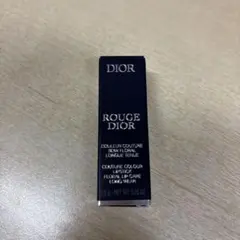 DIOR
ROUGE
DIOR
COULEUR COUTURE
SOIN FLORAL
LONGUE TENUE
COUTURE COLOUR
LIPSTICK
FLORAL LIP CARE
LONG WEAR